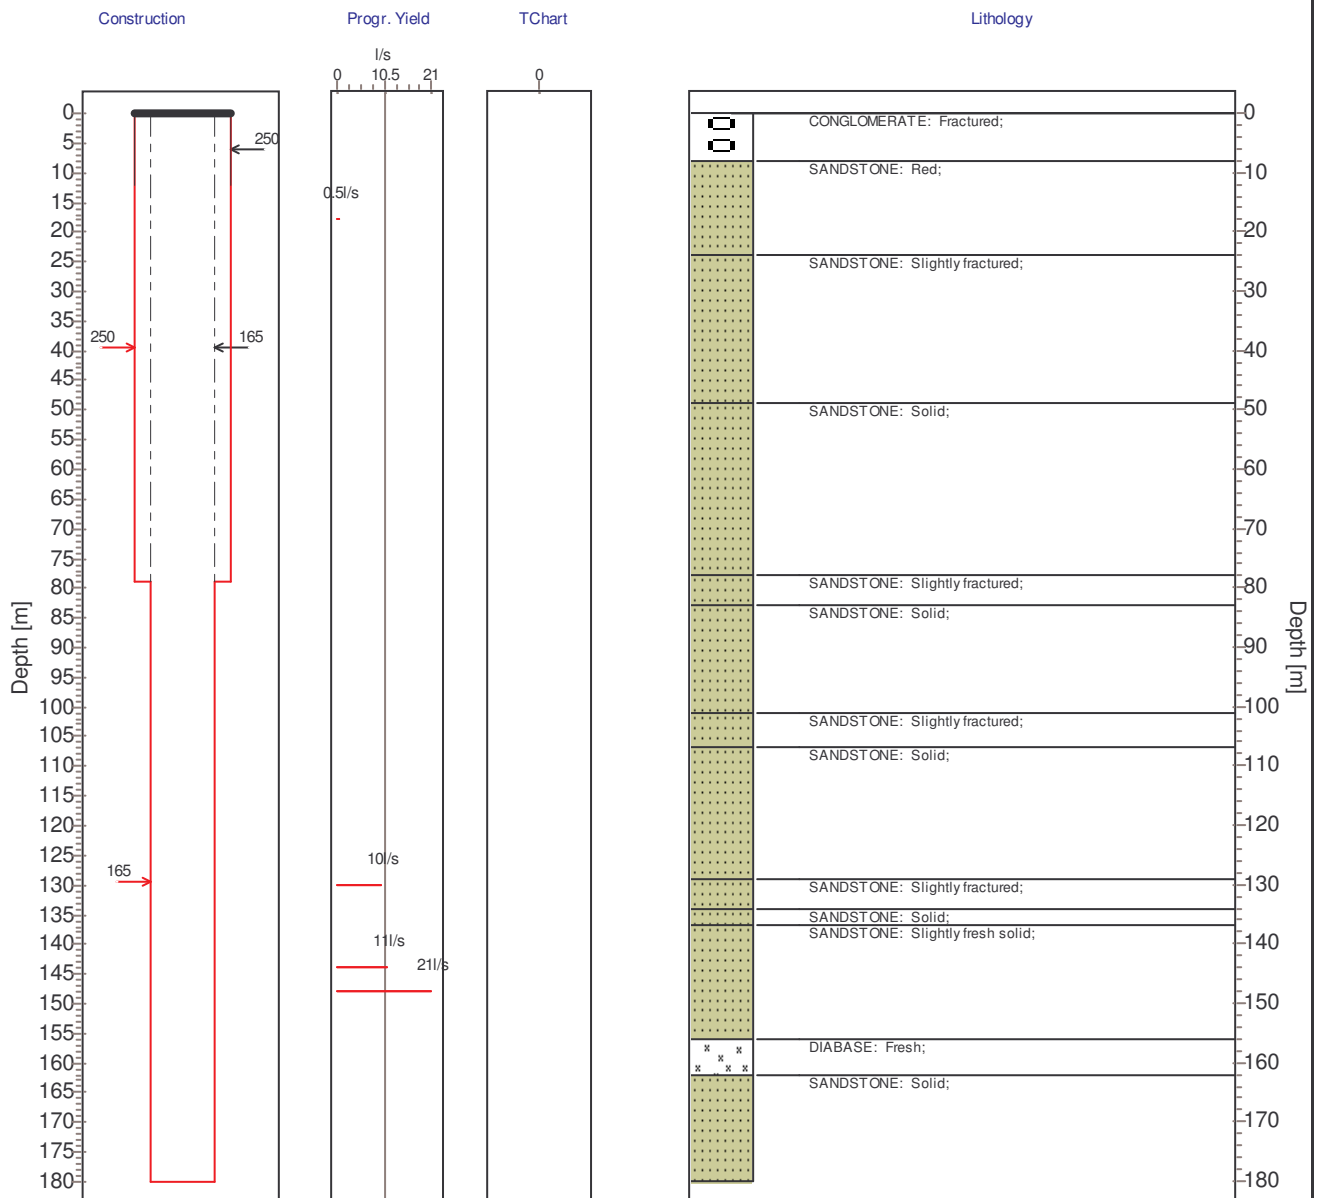 Construction
Progr. Yield
TChart
Lithology
l/s
0 10.5 21
0
0
5
10
15
20
25
30
35
40
45
50
55
60
65
70
75
80
85
90
95
100
105
110
115
120
125
130
135
140
145
150
155
160
165
170
175
180
Depth [m]
250
250
165
165
0.5l/s
10l/s
11l/s
21l/s
CONGLOMERATE: Fractured;
SANDSTONE: Red;
SANDSTONE: Slightly fractured;
SANDSTONE: Solid;
SANDSTONE: Slightly fractured;
SANDSTONE: Solid;
SANDSTONE: Slightly fractured;
SANDSTONE: Solid;
SANDSTONE: Slightly fractured;
SANDSTONE: Solid;
SANDSTONE: Slightly fresh solid;
DIABASE: Fresh;
SANDSTONE: Solid;
0
10
20
30
40
50
60
70
80
90
100
110
120
130
140
150
160
170
180
Depth [m]